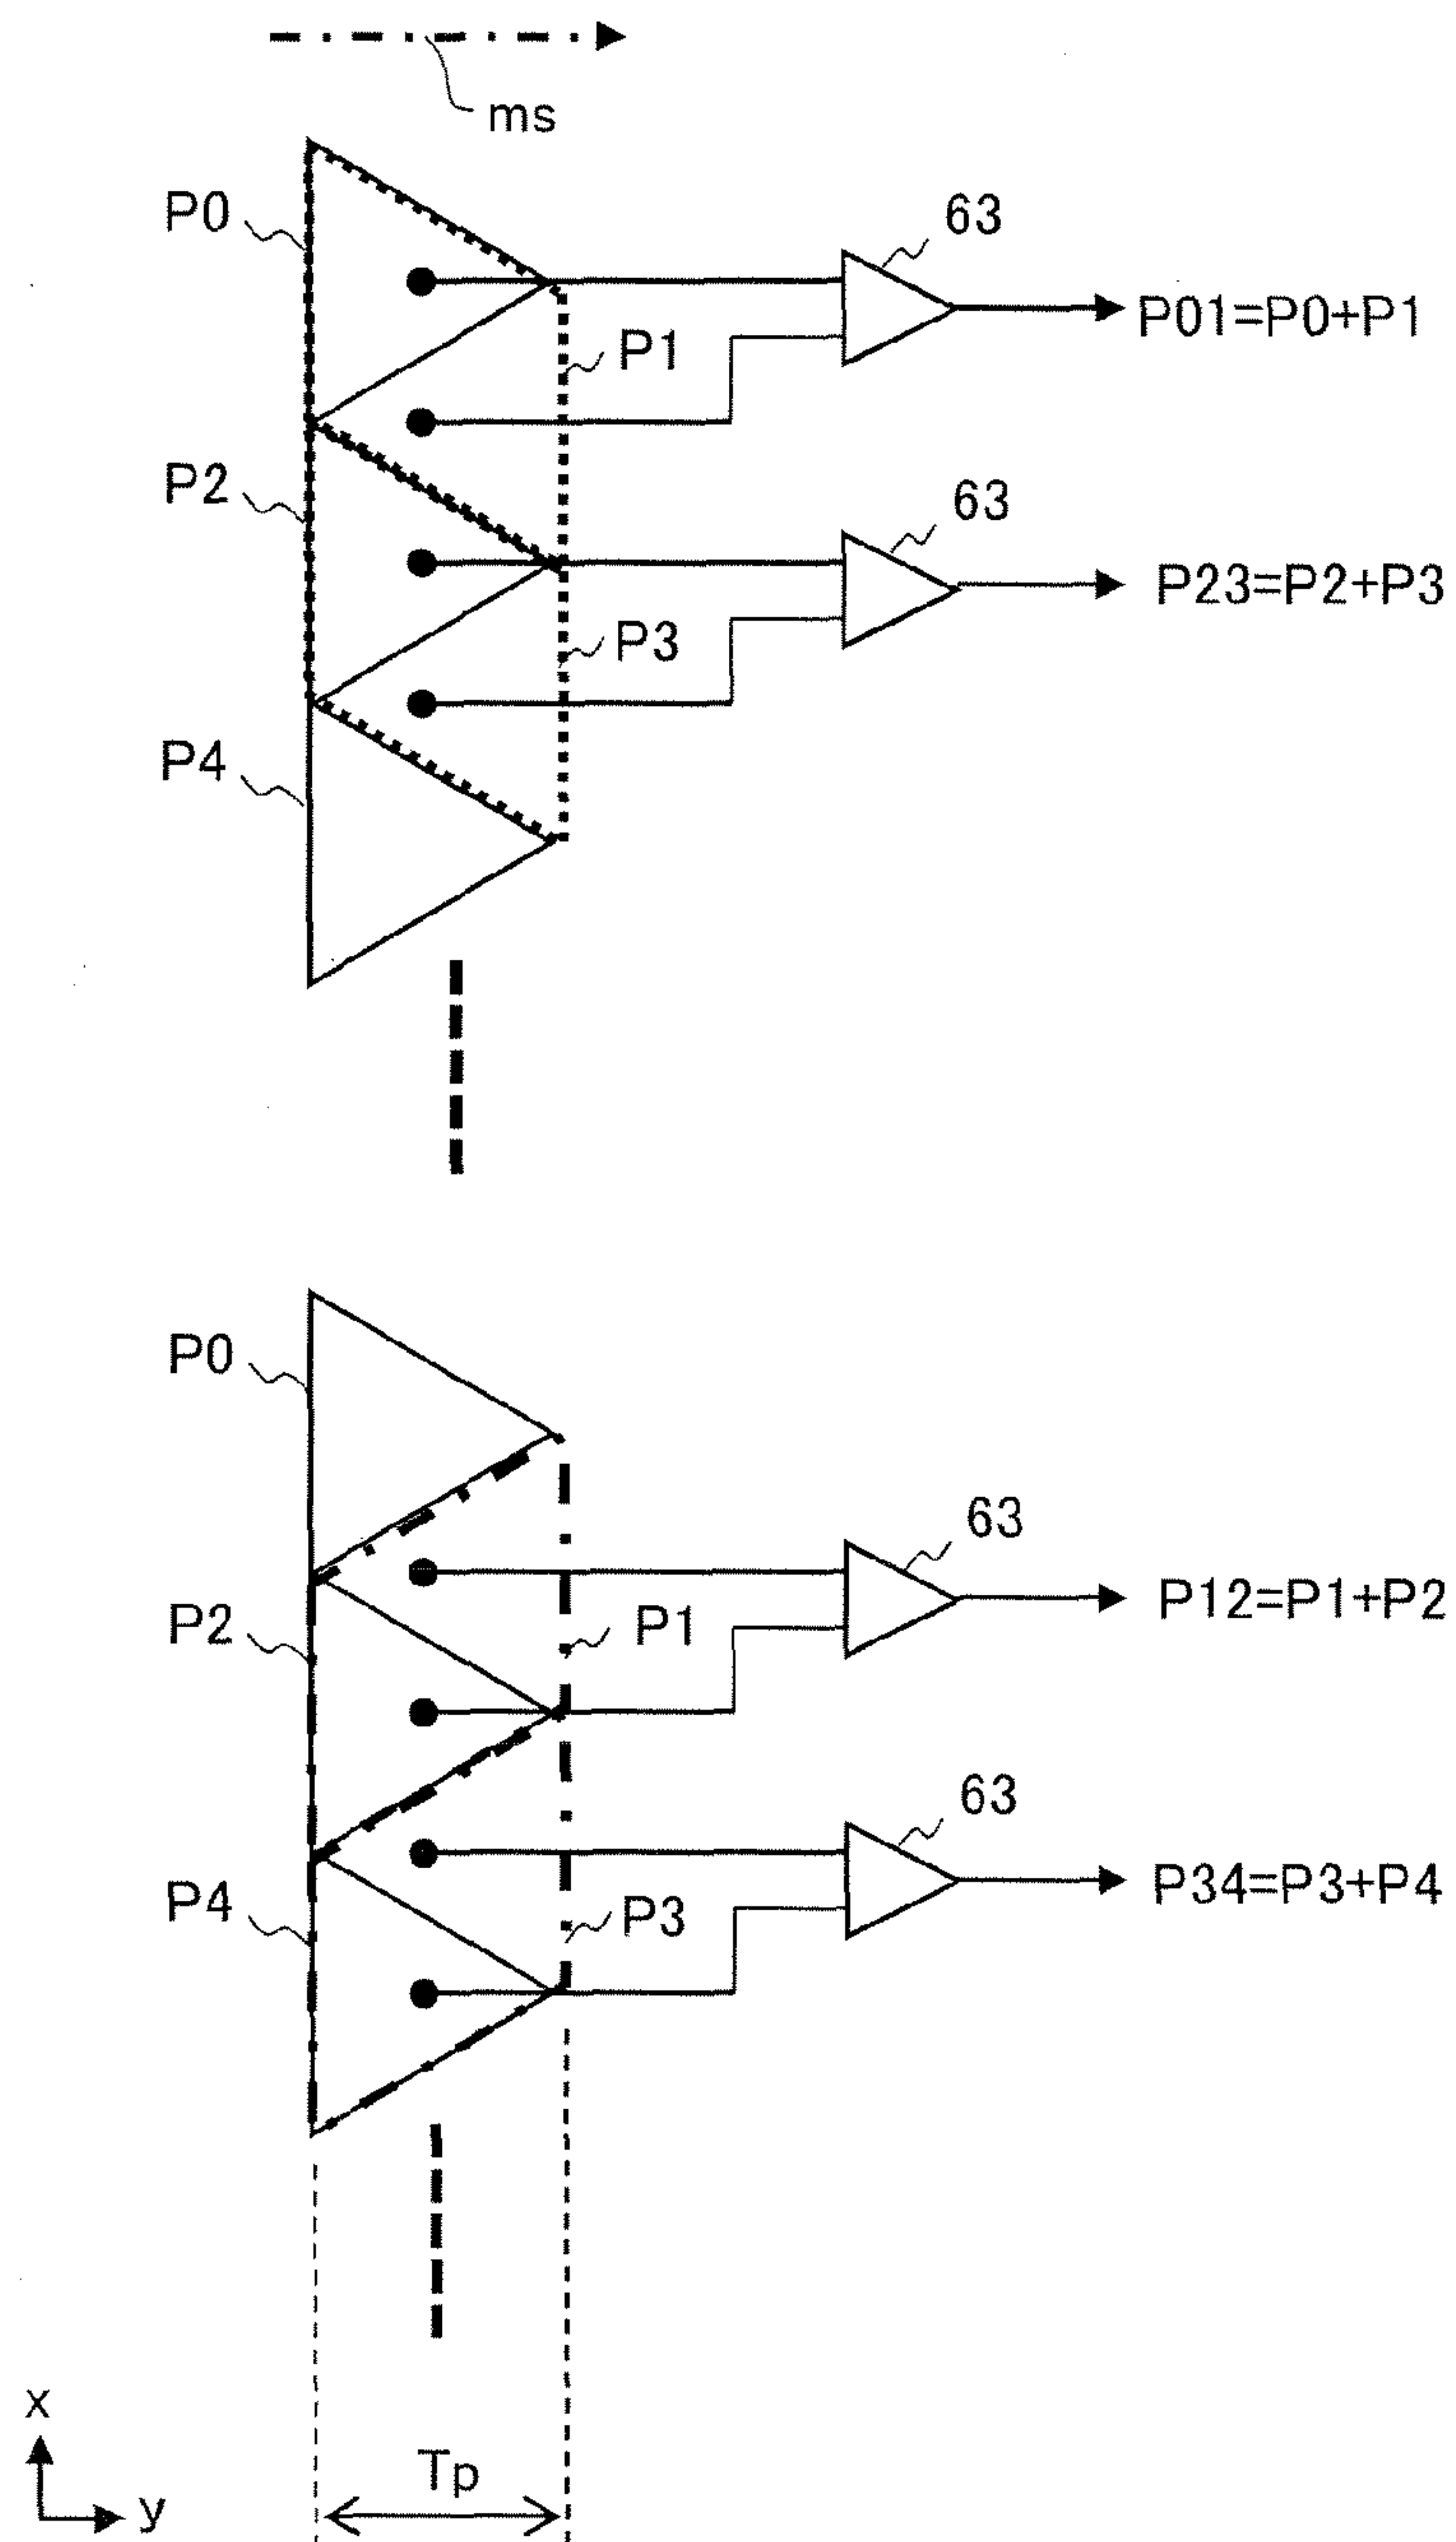 ms
P0
63
P01=P0+P1
P1
P2
63
P23=P2+P3
P3
P4
P0
63
P12=P1+P2
P1
P2
63
P34=P3+P4
P4
P3
x
Tp
y